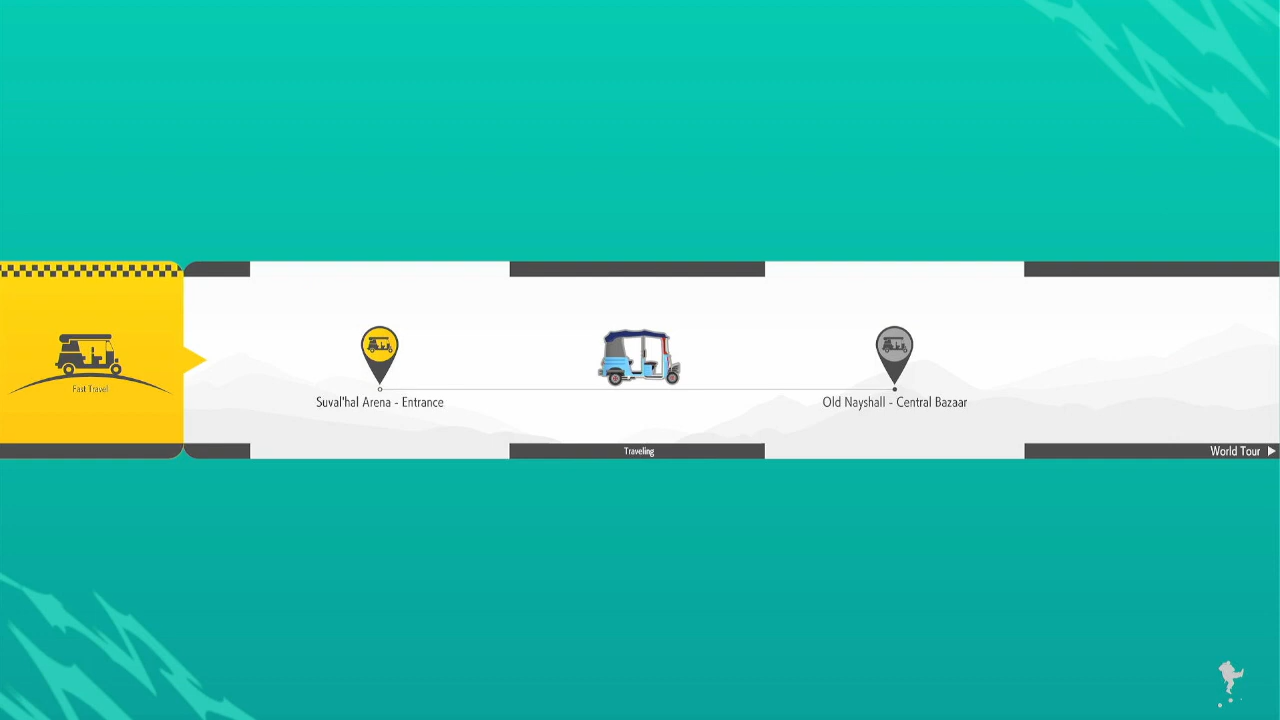 Fast Travel
Suval'hal Arena - Entrance
Old Nayshall - Central Bazaar
Traveling
World Tour